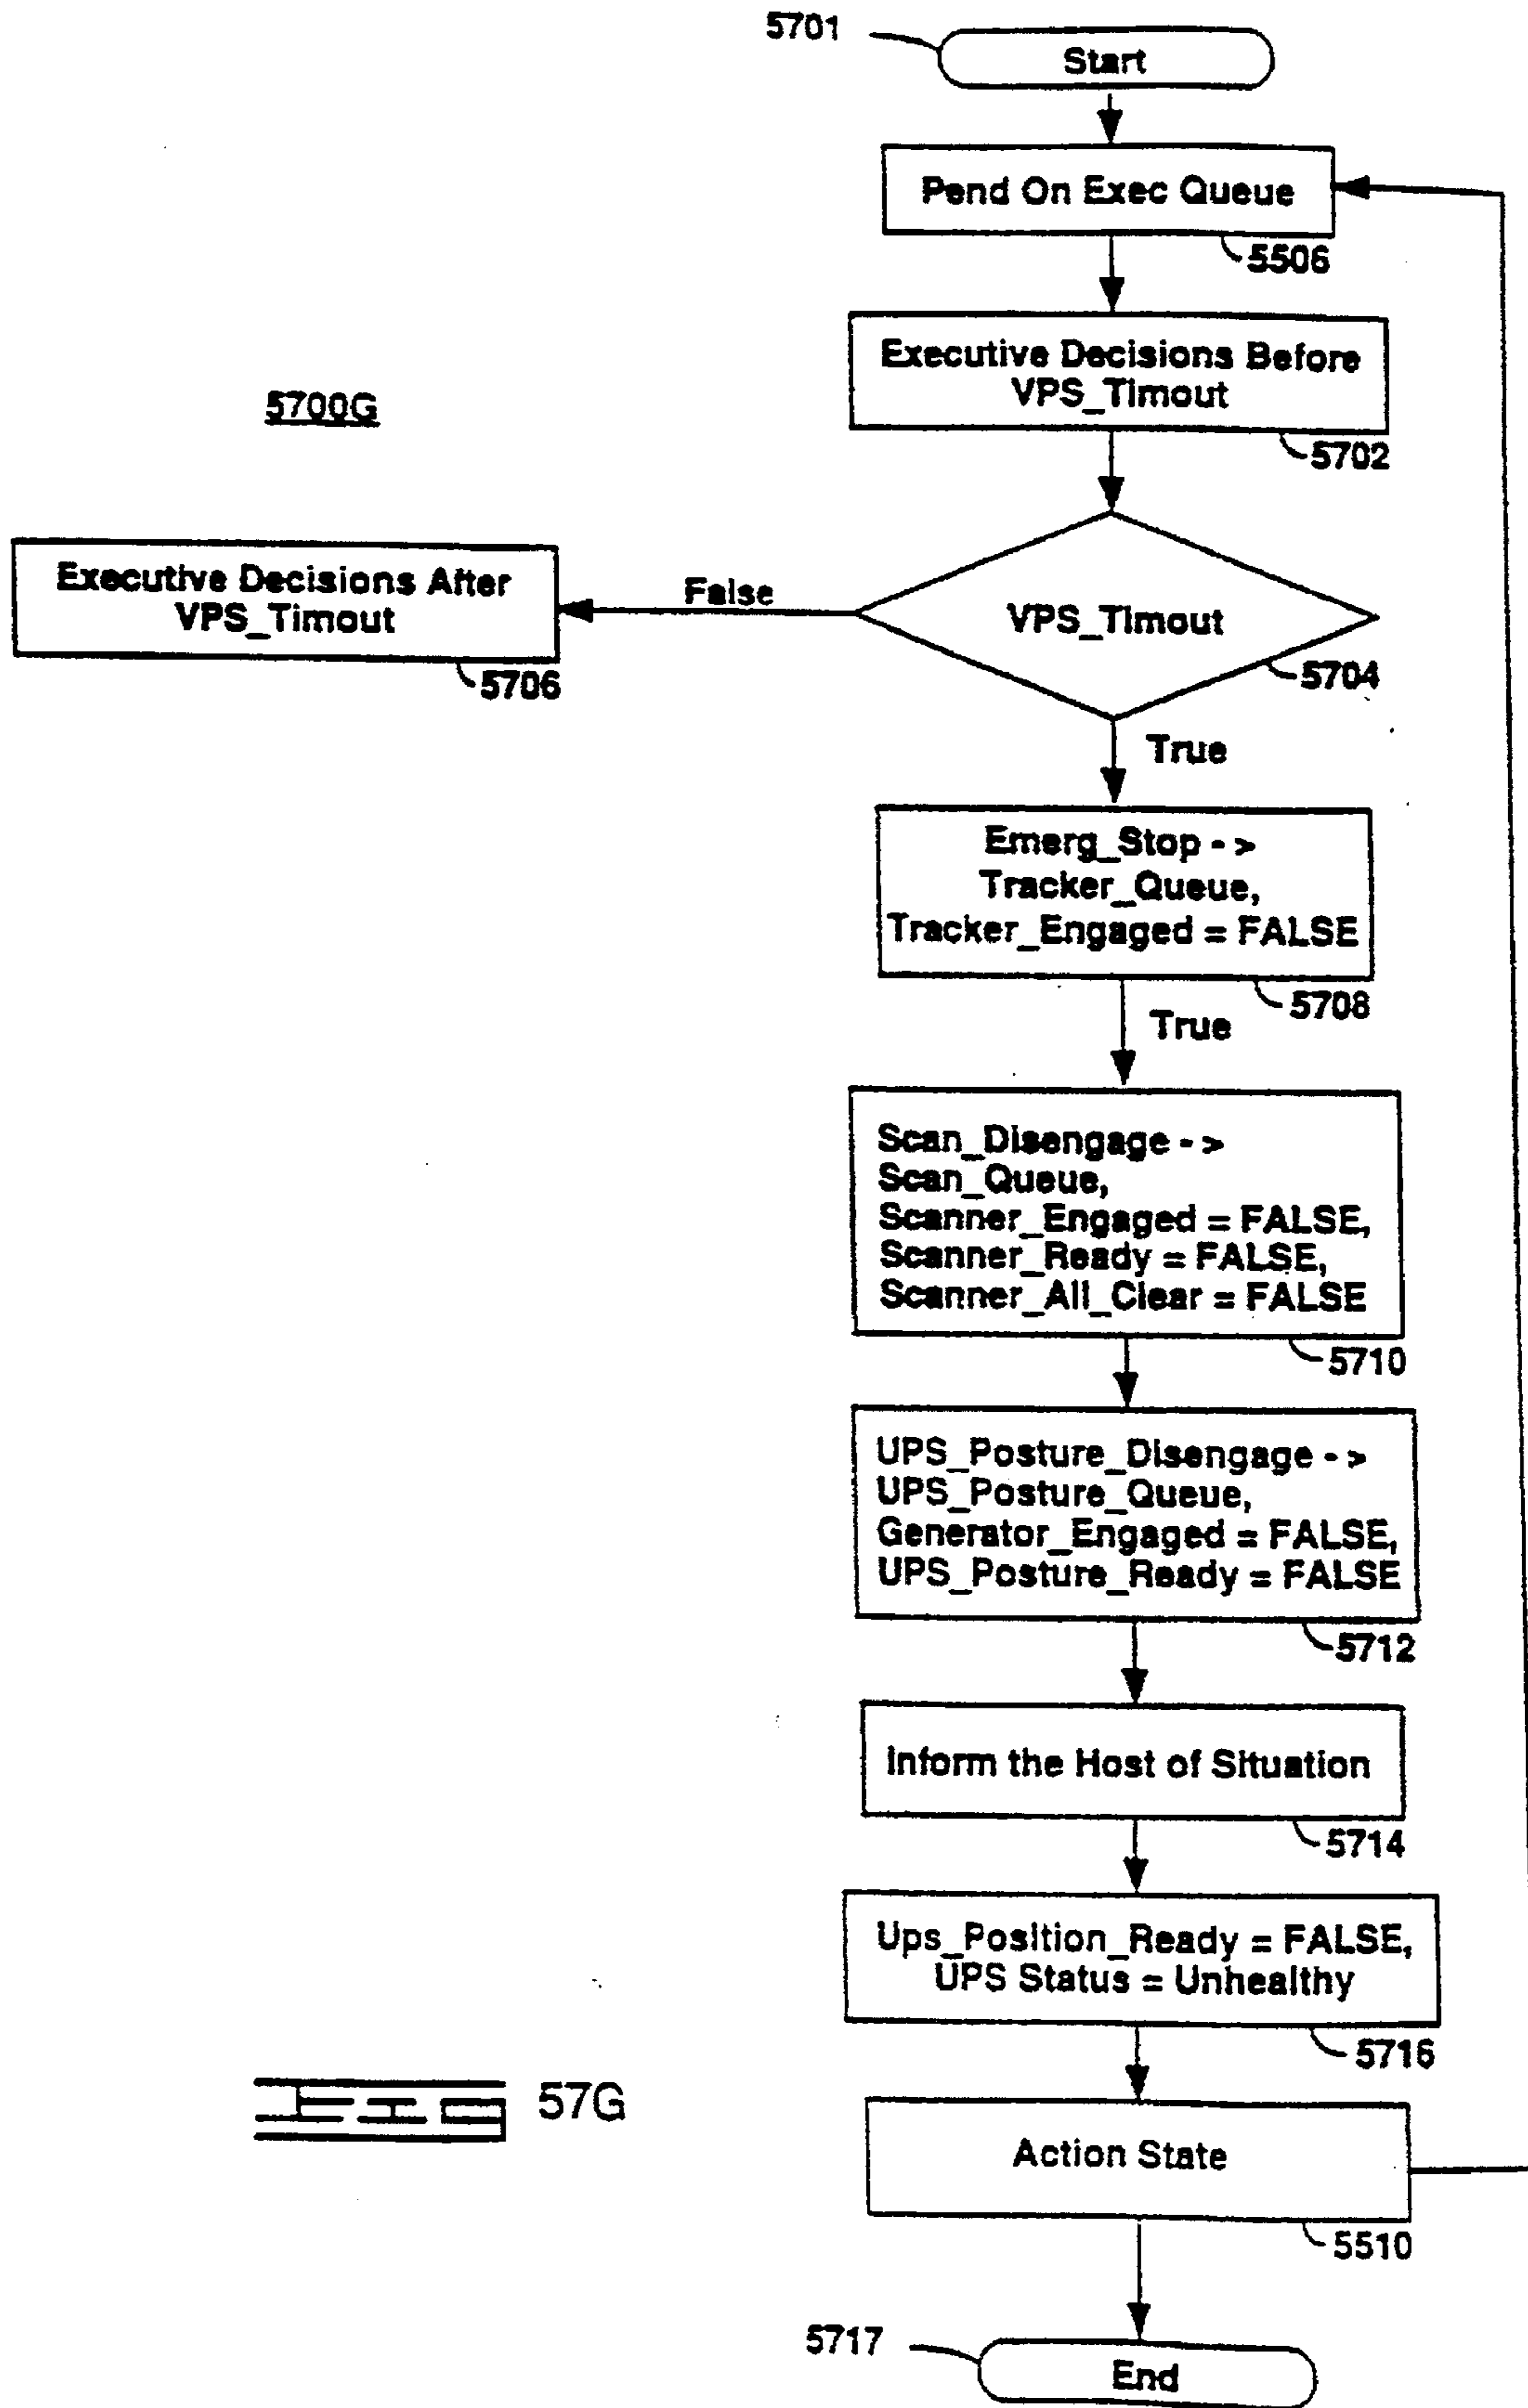 5701
Start
Pend On Exec Queue
5506
Executive Decisions Before
VPS_Timout
5702
5700G
Executive Decisions After
VPS_Timout
5706
False
VPS_Timout
5704
True
Emerg_Stop - >
Tracker_Queue,
Tracker_Engaged = FALSE
5708
True
Scan_Disengage - >
Scan_Queue,
Scanner_Engaged = FALSE,
Scanner_Ready = FALSE,
Scanner_All_Clear = FALSE
5710
UPS_Posture_Disengage - >
UPS_Posture_Queue,
Generator_Engaged = FALSE,
UPS_Posture_Ready = FALSE
5712
Inform the Host of Situation
5714
Ups_Position_Ready = FALSE,
UPS Status = Unhealthy
5716
FIG 57G
Action State
5510
5717
End